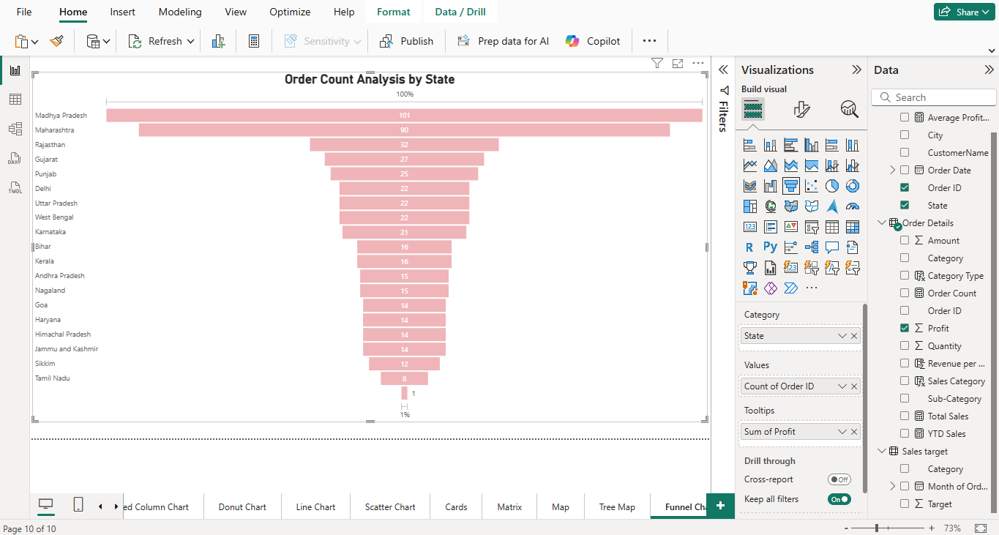 File Home Insert Modeling View Optimize Help Format Data / Drill Share
Refresh Sensitivity Publish Prep data for AI Copilot
DAX
TMDL
Order Count Analysis by State
100%
Madhya Pradesh 101
Maharashtra 90
Rajasthan 32
Gujarat 27
Punjab 25
Delhi 22
Uttar Pradesh 22
West Bengal 22
Karnataka 21
Bihar 16
Kerala 16
Andhra Pradesh 15
Nagaland 15
Goa 14
Haryana 14
Himachal Pradesh 14
Jammu and Kashmir 14
Sikkim 12
Tamil Nadu 8
1
1%
Filters
Visualizations
Build visual
123
R Py
123
Category
State
Values
Count of Order ID
Tooltips
Sum of Profit
Drill through
Cross-report Off
Keep all filters On
Data
Search
Average Profit...
City
CustomerName
Order Date
Order ID
State
Order Details
Amount
Category
Category Type
Order Count
Order ID
Profit
Quantity
Revenue per ...
Sales Category
Sub-Category
Total Sales
YTD Sales
Sales target
Category
Month of Ord...
Target
ed Column Chart Donut Chart Line Chart Scatter Chart Cards Matrix Map Tree Map Funnel Cha +
Page 10 of 10 - + 73%